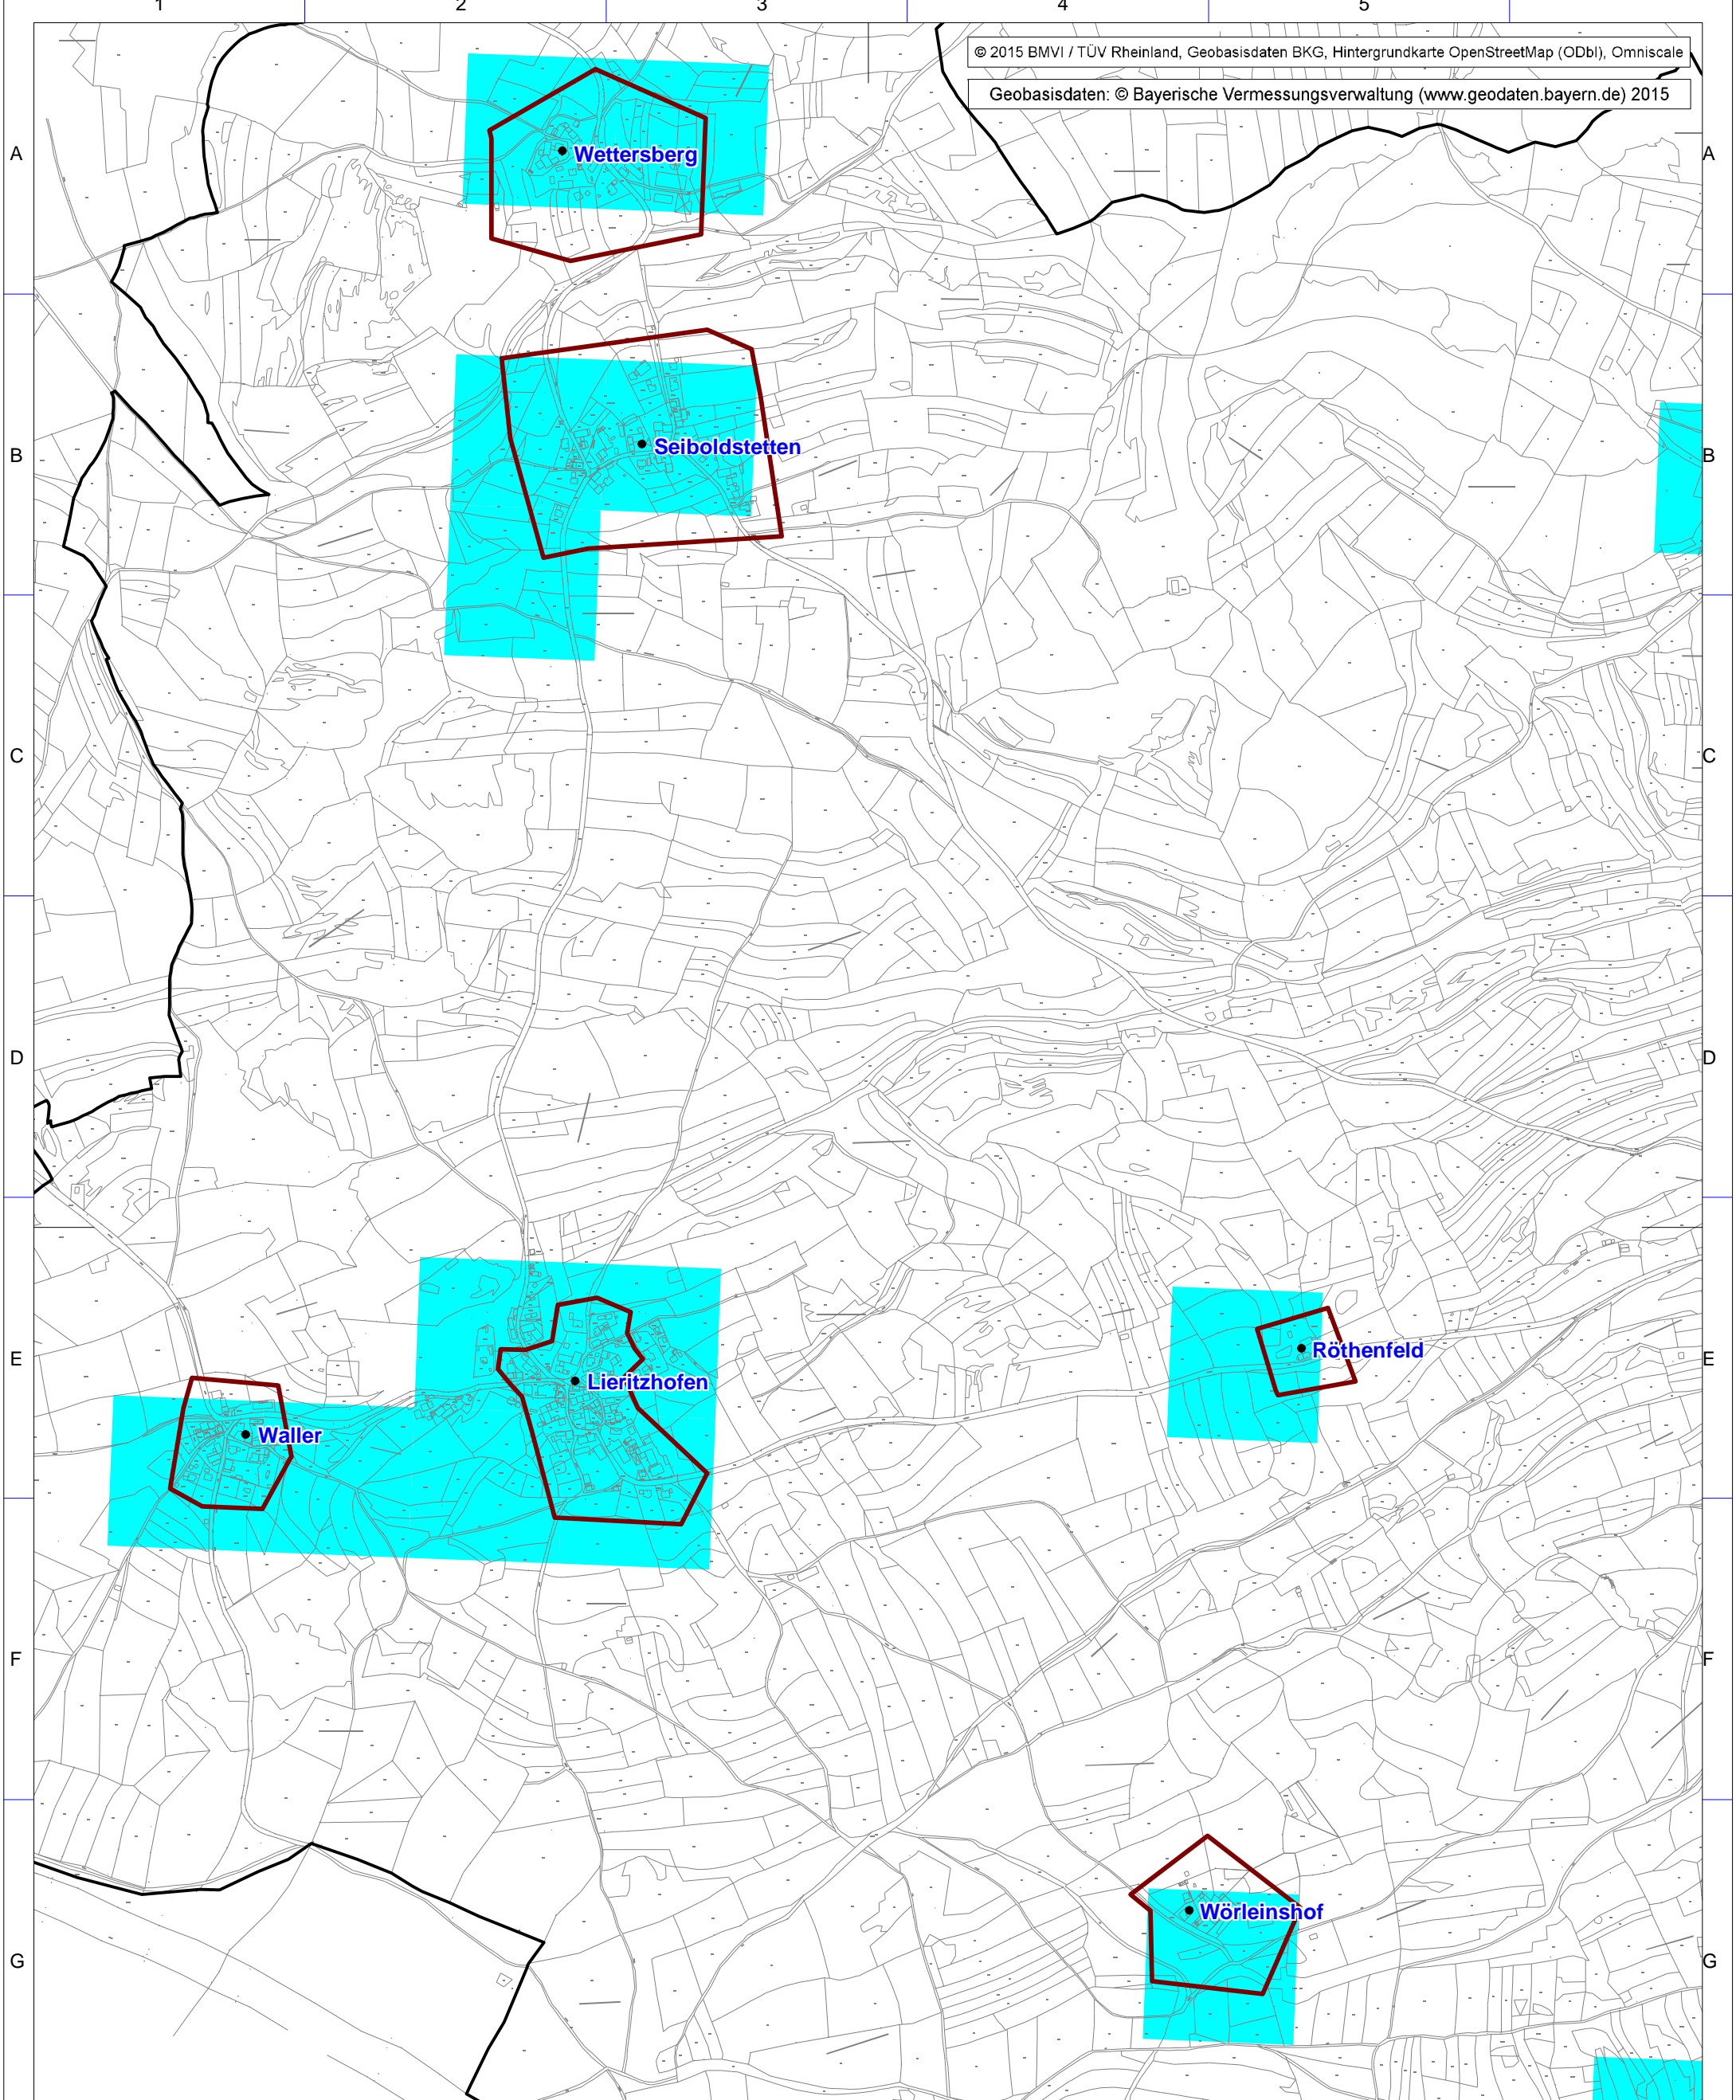 1 2 3 4 5
© 2015 BMVI / TÜV Rheinland, Geobasisdaten BKG, Hintergrundkarte OpenStreetMap (ODbl), Omniscale
Geobasisdaten: © Bayerische Vermessungsverwaltung (www.geodaten.bayern.de) 2015
A A
Wettersberg
B B
Seiboldstetten
C C
D D
E E
Röthenfeld
Lieritzhofen
Waller
F F
Wörleinshof
G G